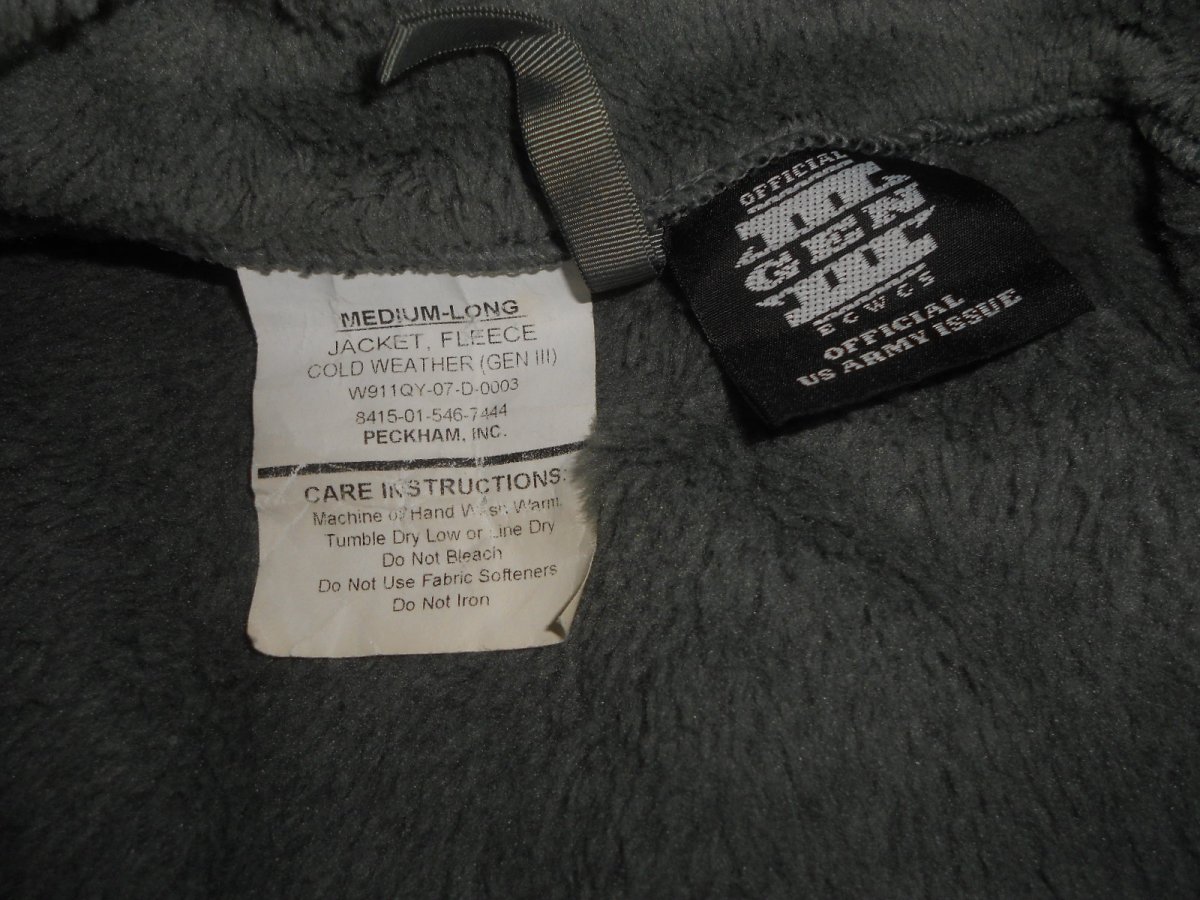 MEDIUM-LONG
JACKET, FLEECE
COLD WEATHER (GEN III)
W911QY-07-D-0003
8415-01-546-7444
PECKHAM, INC.
CARE INSTRUCTIONS:
Machine or Hand Wash Warm
Tumble Dry Low or Line Dry
Do Not Bleach
Do Not Use Fabric Softeners
Do Not Iron
OFFICIAL
GEN
III
ECWCS
OFFICIAL
US ARMY ISSUE